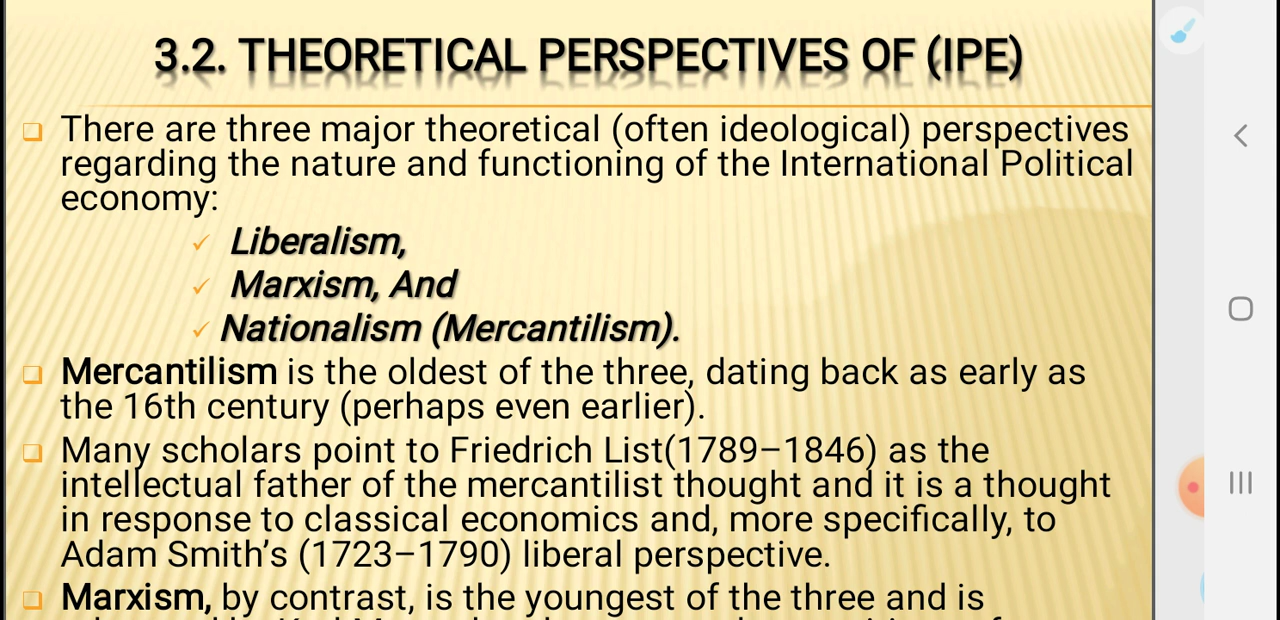 3.2. THEORETICAL PERSPECTIVES OF (IPE)
There are three major theoretical (often ideological) perspectives
regarding the nature and functioning of the International Political
economy:
Liberalism,
Marxism, And
Nationalism (Mercantilism).
Mercantilism is the oldest of the three, dating back as early as
the 16th century (perhaps even earlier).
Many scholars point to Friedrich List(1789–1846) as the
intellectual father of the mercantilist thought and it is a thought
in response to classical economics and, more specifically, to
Adam Smith's (1723–1790) liberal perspective.
Marxism, by contrast, is the youngest of the three and is